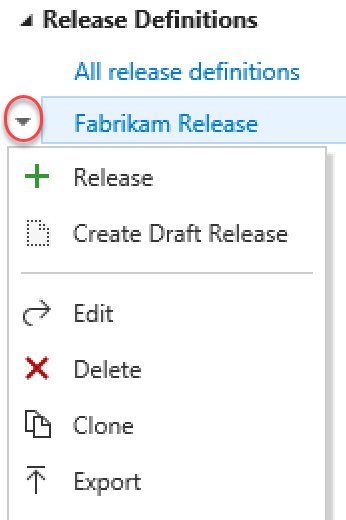 Release Definitions
All release definitions
Fabrikam Release
Release
Create Draft Release
Edit
Delete
Clone
Export